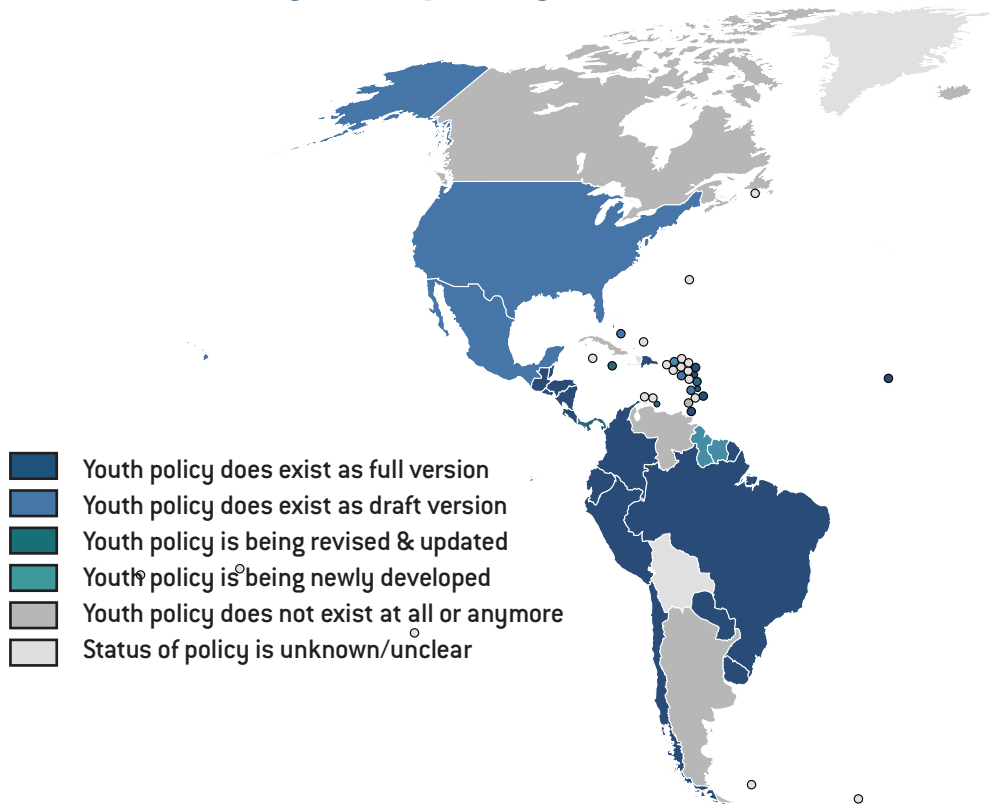 Youth policy does exist as full version
Youth policy does exist as draft version
Youth policy is being revised & updated
Youth policy is being newly developed
Youth policy does not exist at all or anymore
Status of policy is unknown/unclear